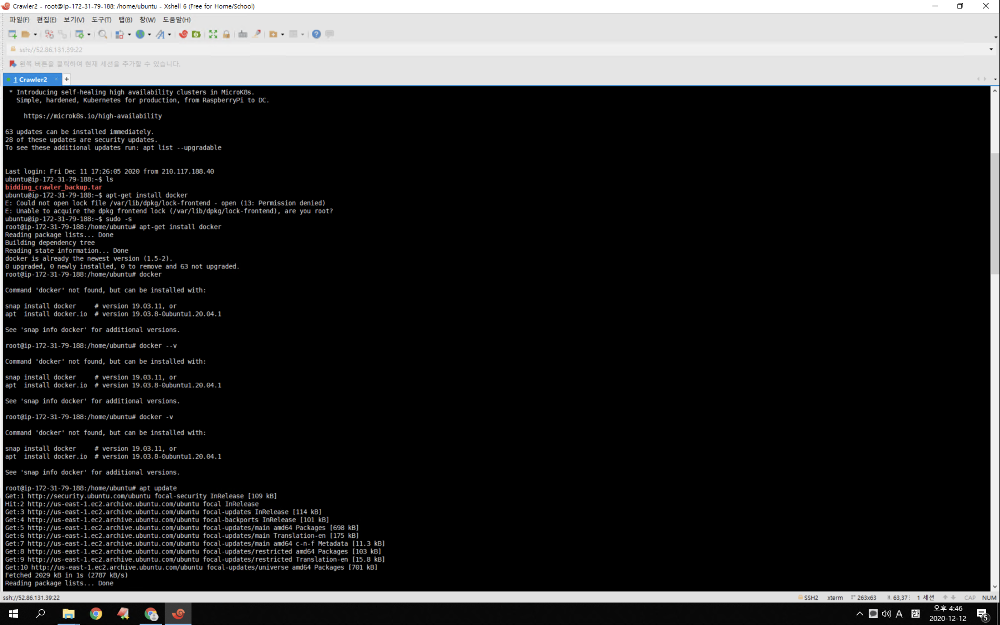 Crawler2 - root@ip-172-31-79-188: /home/ubuntu - Xshell 6 (Free for Home/School)
파일(F) 편집(E) 보기(V) 도구(T) 탭(B) 창(W) 도움말(H)
ssh://52.86.131.39:22
왼쪽 버튼을 클릭하여 현재 세션을 추가할 수 있습니다.
1 Crawler2 × +
* Introducing self-healing high availability clusters in MicroK8s.
Simple, hardened, Kubernetes for production, from RaspberryPi to DC.
https://microk8s.io/high-availability
63 updates can be installed immediately.
28 of these updates are security updates.
To see these additional updates run: apt list --upgradable
Last login: Fri Dec 11 17:26:05 2020 from 210.117.188.40
ubuntu@ip-172-31-79-188:~$ ls
bidding_crawler_backup.tar
ubuntu@ip-172-31-79-188:~$ apt-get install docker
E: Could not open lock file /var/lib/dpkg/lock-frontend - open (13: Permission denied)
E: Unable to acquire the dpkg frontend lock (/var/lib/dpkg/lock-frontend), are you root?
ubuntu@ip-172-31-79-188:~$ sudo -s
root@ip-172-31-79-188:/home/ubuntu# apt-get install docker
Reading package lists... Done
Building dependency tree
Reading state information... Done
docker is already the newest version (1.5-2).
0 upgraded, 0 newly installed, 0 to remove and 63 not upgraded.
root@ip-172-31-79-188:/home/ubuntu# docker
Command 'docker' not found, but can be installed with:
snap install docker     # version 19.03.11, or
apt  install docker.io  # version 19.03.8-0ubuntu1.20.04.1
See 'snap info docker' for additional versions.
root@ip-172-31-79-188:/home/ubuntu# docker --v
Command 'docker' not found, but can be installed with:
snap install docker     # version 19.03.11, or
apt  install docker.io  # version 19.03.8-0ubuntu1.20.04.1
See 'snap info docker' for additional versions.
root@ip-172-31-79-188:/home/ubuntu# docker -v
Command 'docker' not found, but can be installed with:
snap install docker     # version 19.03.11, or
apt  install docker.io  # version 19.03.8-0ubuntu1.20.04.1
See 'snap info docker' for additional versions.
root@ip-172-31-79-188:/home/ubuntu# apt update
Get:1 http://security.ubuntu.com/ubuntu focal-security InRelease [109 kB]
Hit:2 http://us-east-1.ec2.archive.ubuntu.com/ubuntu focal InRelease
Get:3 http://us-east-1.ec2.archive.ubuntu.com/ubuntu focal-updates InRelease [114 kB]
Get:4 http://us-east-1.ec2.archive.ubuntu.com/ubuntu focal-backports InRelease [101 kB]
Get:5 http://us-east-1.ec2.archive.ubuntu.com/ubuntu focal-updates/main amd64 Packages [698 kB]
Get:6 http://us-east-1.ec2.archive.ubuntu.com/ubuntu focal-updates/main Translation-en [175 kB]
Get:7 http://us-east-1.ec2.archive.ubuntu.com/ubuntu focal-updates/main amd64 c-n-f Metadata [11.3 kB]
Get:8 http://us-east-1.ec2.archive.ubuntu.com/ubuntu focal-updates/restricted amd64 Packages [103 kB]
Get:9 http://us-east-1.ec2.archive.ubuntu.com/ubuntu focal-updates/restricted Translation-en [15.8 kB]
Get:10 http://us-east-1.ec2.archive.ubuntu.com/ubuntu focal-updates/universe amd64 Packages [701 kB]
Fetched 2029 kB in 1s (2787 kB/s)
Reading package lists... Done
ssh://52.86.131.39:22 SSH2 xterm 263x63 63,37 1 세션 CAP NUM
A 한 오후 4:46 5
2020-12-12